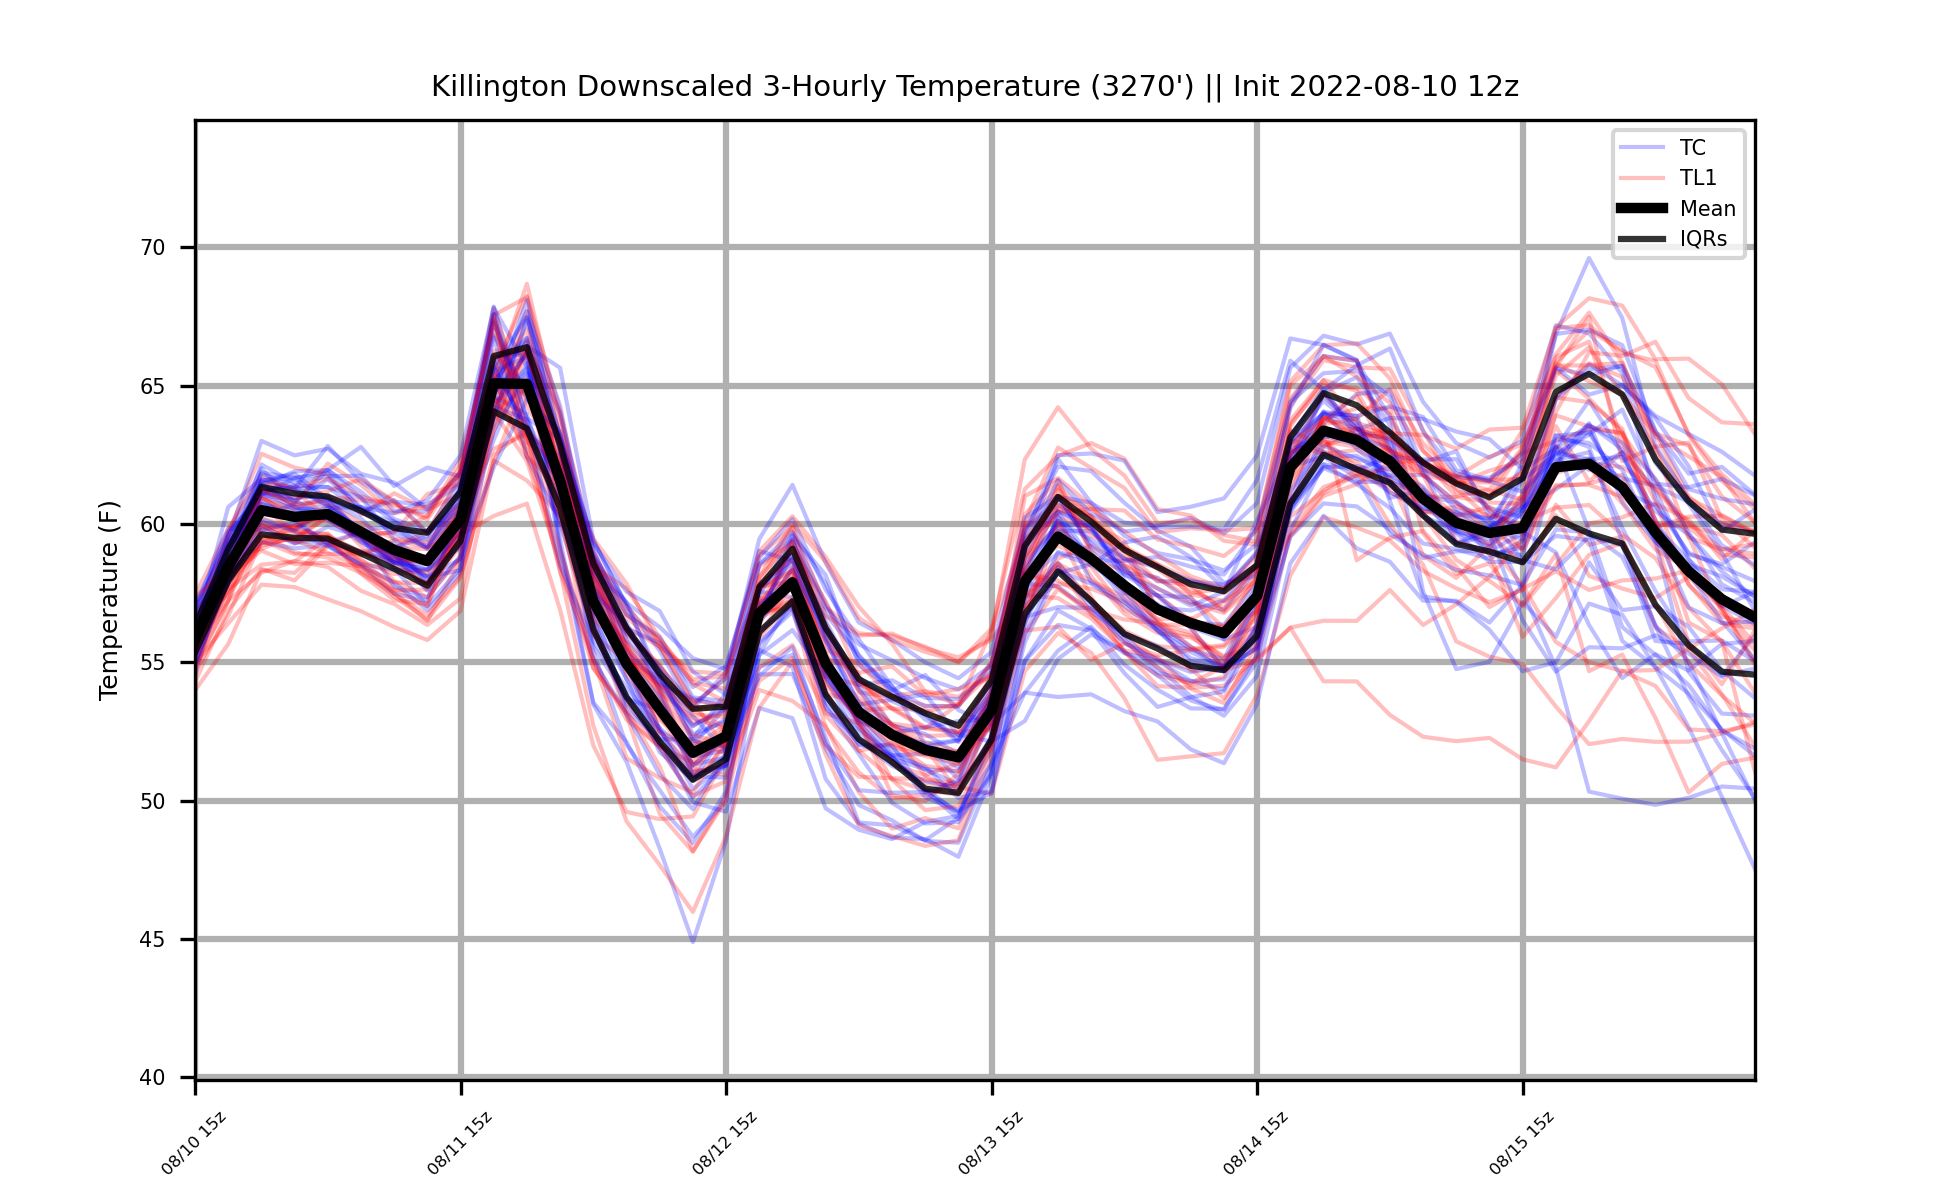 Killington Downscaled 3-Hourly Temperature (3270') || Init 2022-08-10 12z
TC
TL1
Mean
IQRs
Temperature (F)
70
65
60
55
50
45
40
08/10 15z
08/11 15z
08/12 15z
08/13 15z
08/14 15z
08/15 15z